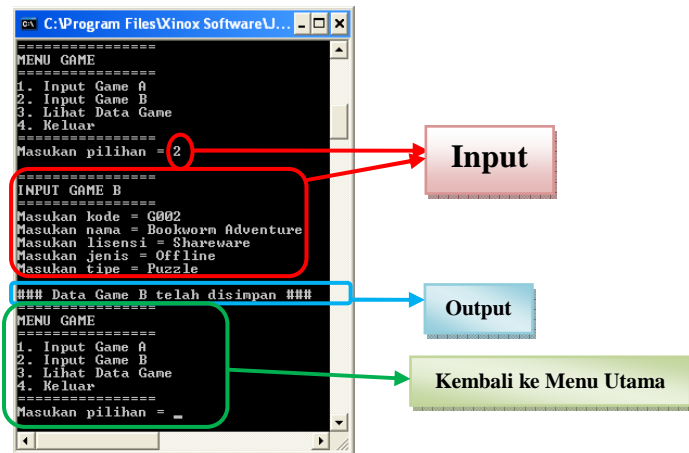 C:\Program Files\Xinox Software\J...
================
MENU GAME
================
1. Input Game A
2. Input Game B
3. Lihat Data Game
4. Keluar
================
Masukan pilihan = 2
================
INPUT GAME B
================
Masukan kode = G002
Masukan nama = Bookworm Adventure
Masukan lisensi = Shareware
Masukan jenis = Offline
Masukan tipe = Puzzle
### Data Game B telah disimpan ###
================
MENU GAME
================
1. Input Game A
2. Input Game B
3. Lihat Data Game
4. Keluar
================
Masukan pilihan = _
Input
Output
Kembali ke Menu Utama